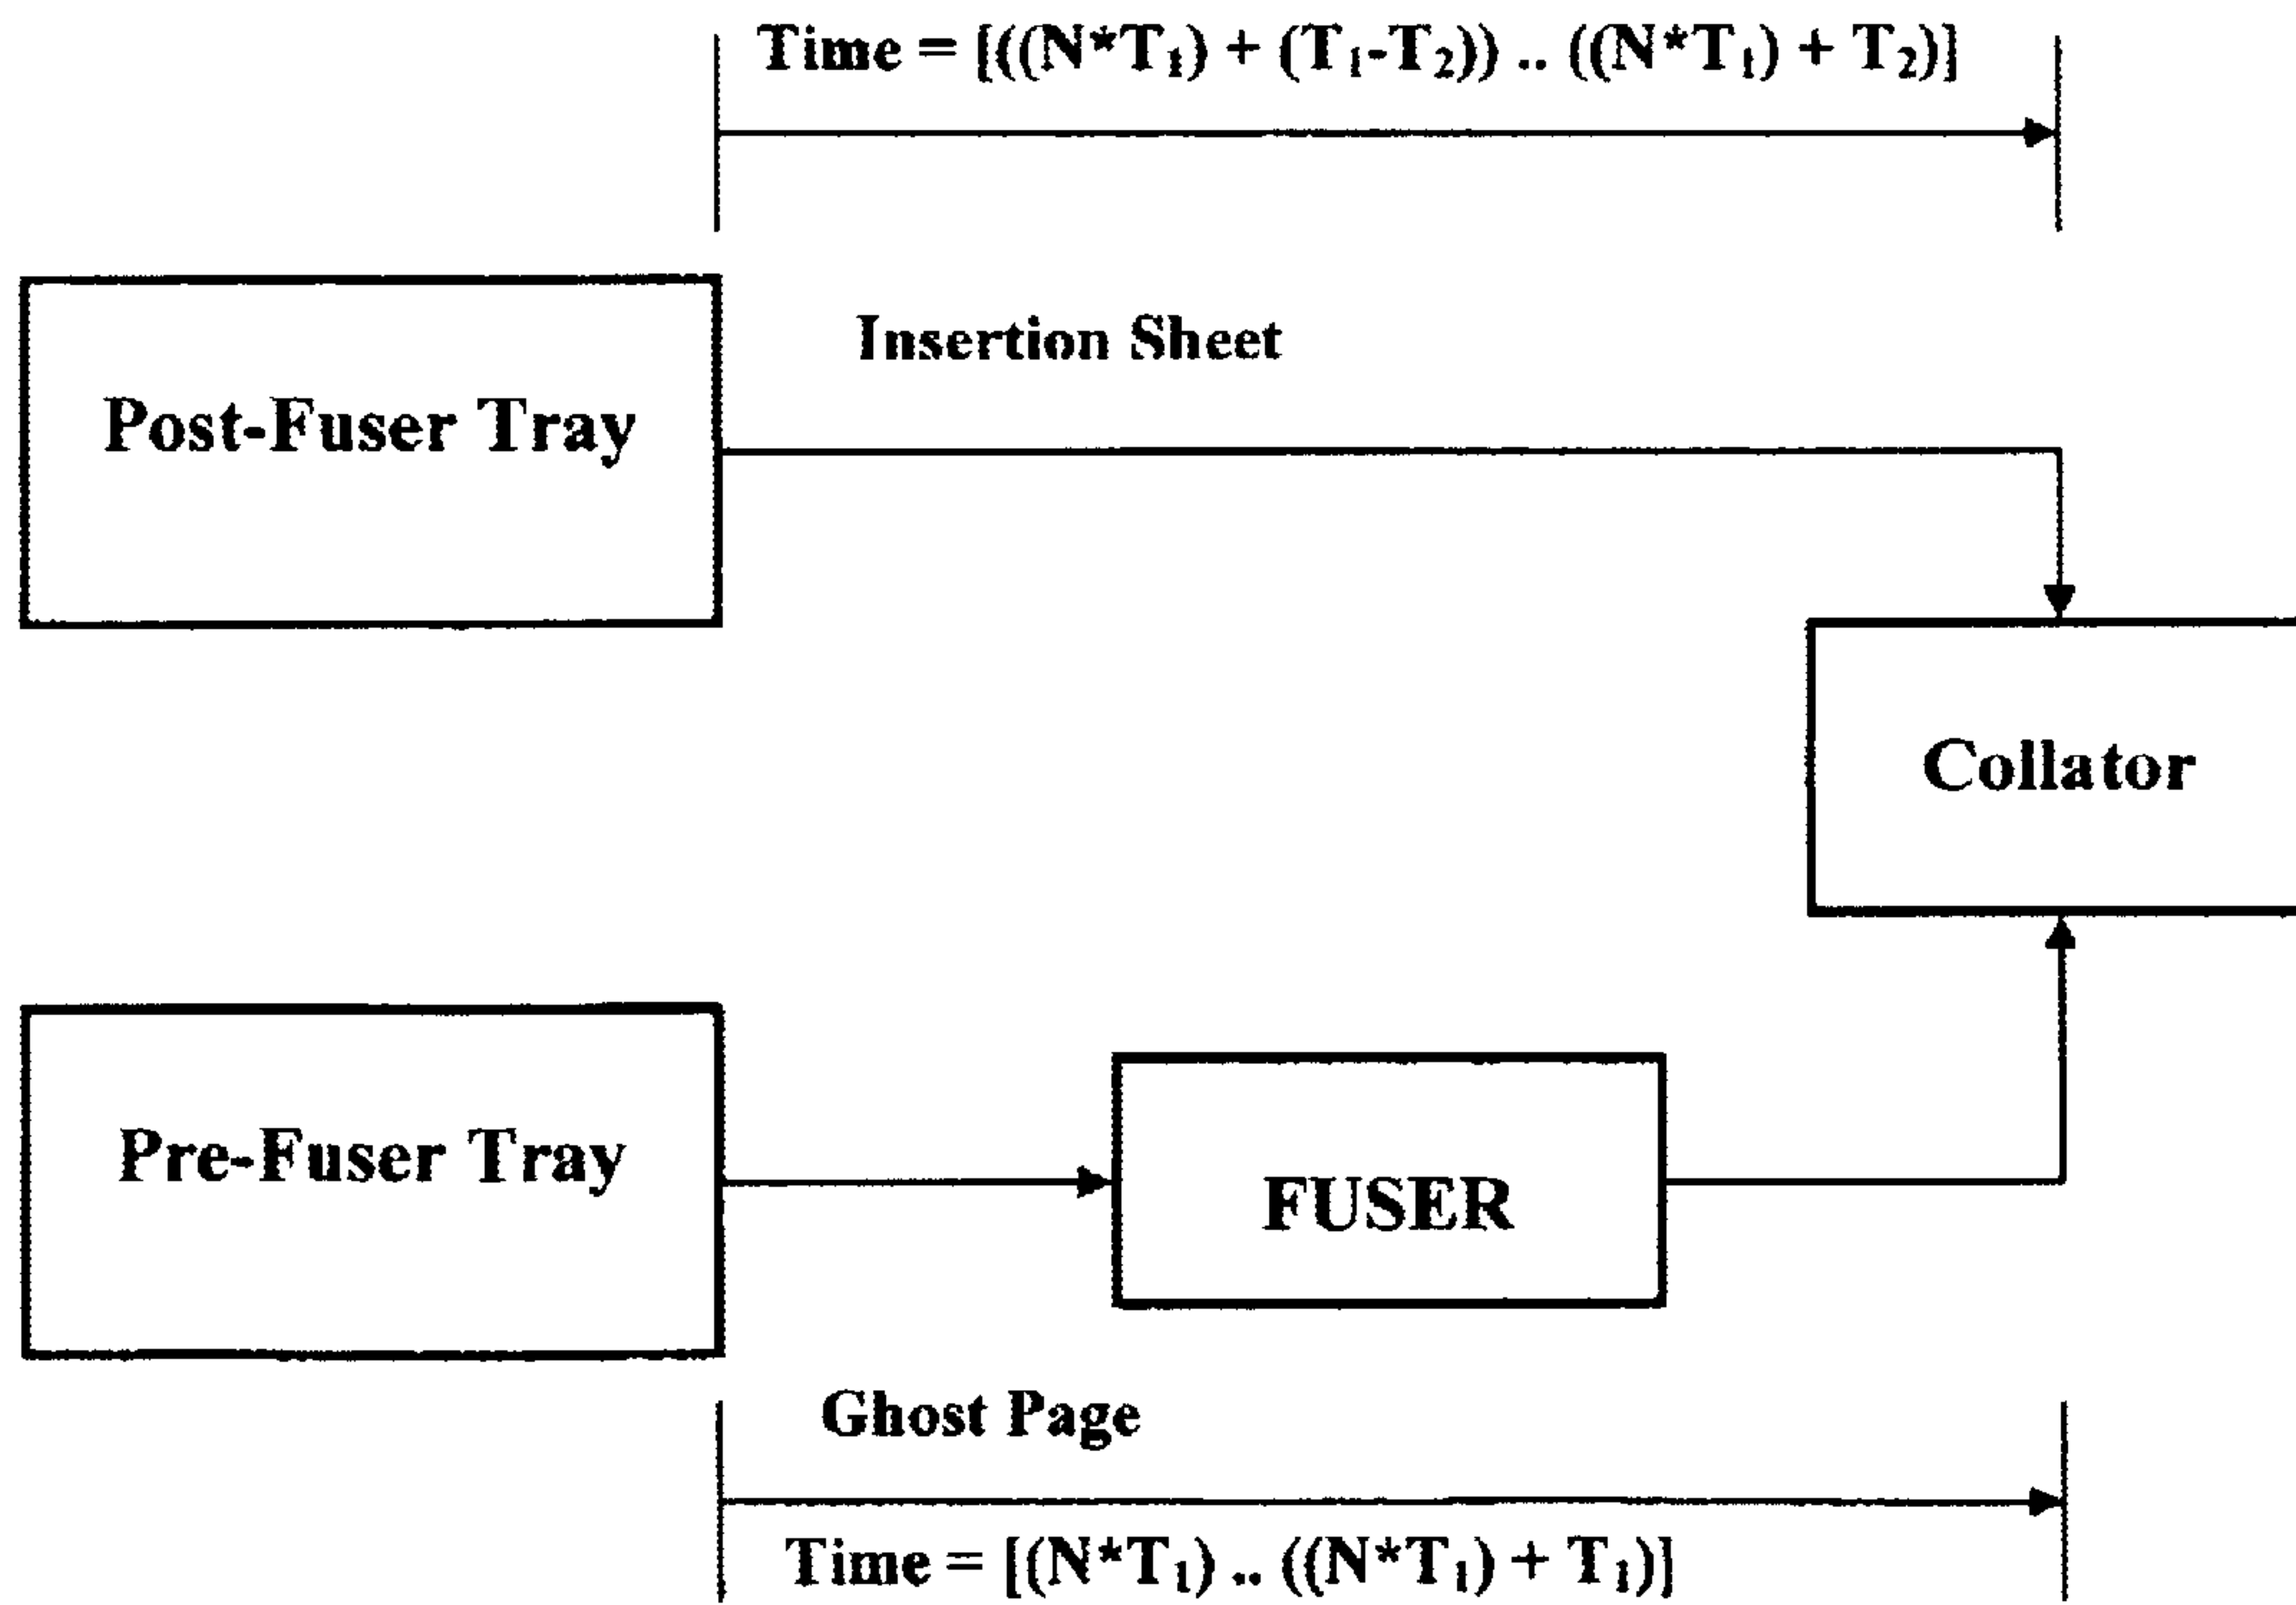 Time = [((N*T₁) + (T₁-T₂)) .. ((N*T₁) + T₂)]
Insertion Sheet
Post-Fuser Tray
Collator
Pre-Fuser Tray
FUSER
Ghost Page
Time = [(N*T₁) .. ((N*T₁) + T₁)]